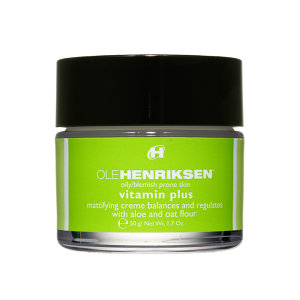 OLEHENRIKSEN
oily/blemish prone skin
vitamin plus
mattifying creme balances and regulates
with aloe and oat flour
50 g/ Net Wt. 1.7 Oz.